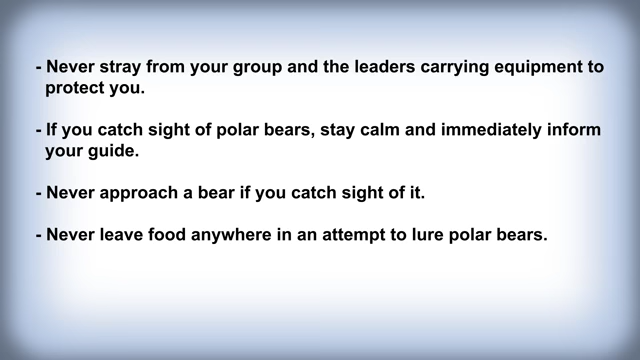 - Never stray from your group and the leaders carrying equipment to
protect you.
- If you catch sight of polar bears, stay calm and immediately inform
your guide.
- Never approach a bear if you catch sight of it.
- Never leave food anywhere in an attempt to lure polar bears.